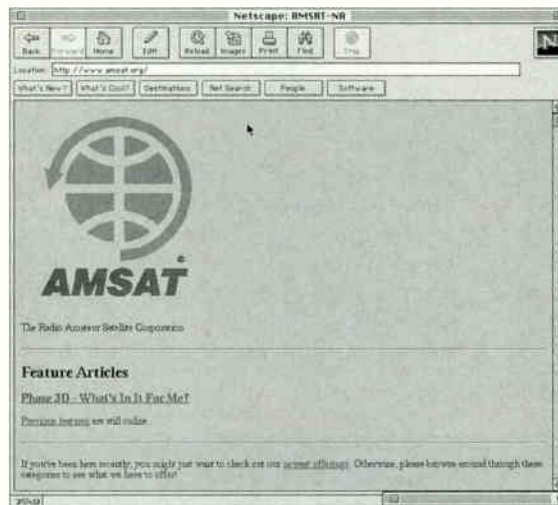 Netscape: AMSAT-NA
Back Forward Home Edit Reload Images Print Find Stop
N
Location: http://www.amsat.org/
What's New? What's Cool? Destinations Net Search People Software
AMSAT
The Radio Amateur Satellite Corporation
Feature Articles
Phase 3D - What's In It For Me?
Previous features are still online.
If you've been here recently, you might just want to check out our newest offerings. Otherwise, please browse around through these
categories to see what we have to offer!